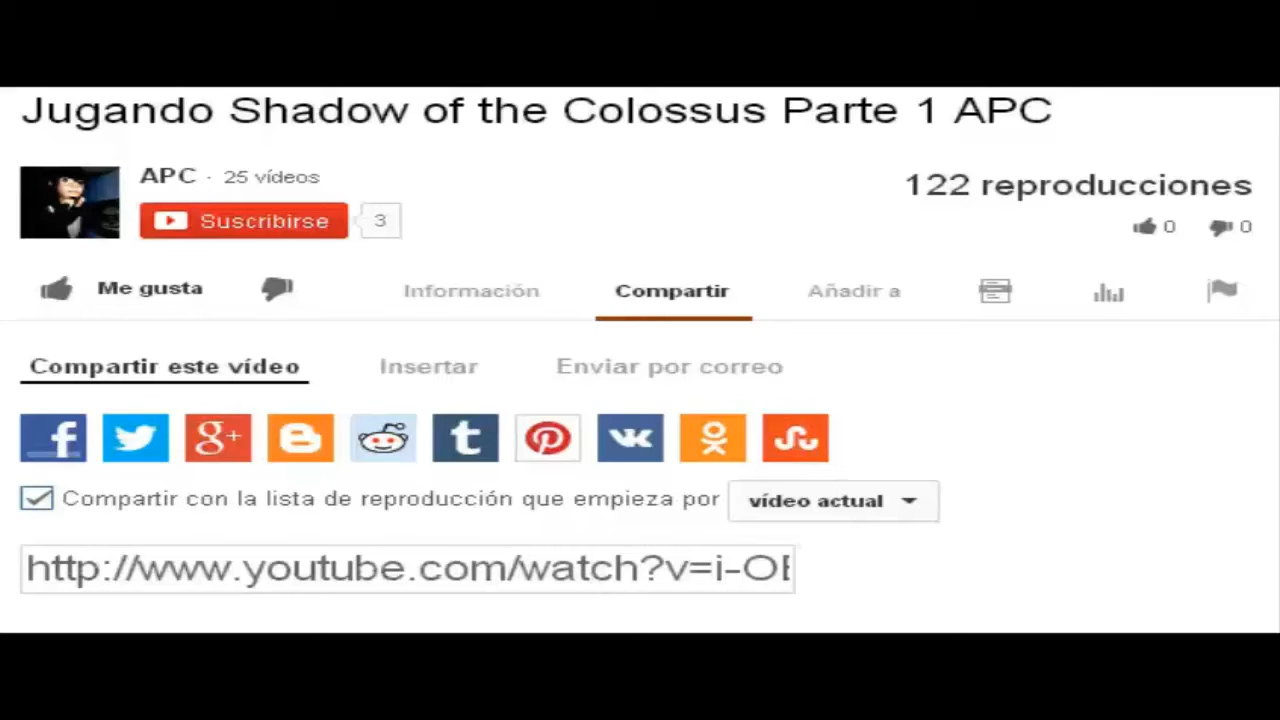 Jugando Shadow of the Colossus Parte 1 APC
APC · 25 vídeos
122 reproducciones
Suscribirse 3
0 0
Me gusta Información Compartir Añadir a
Compartir este vídeo Insertar Enviar por correo
f 8+ t
Compartir con la lista de reproducción que empieza por vídeo actual
http://www.youtube.com/watch?v=i-O